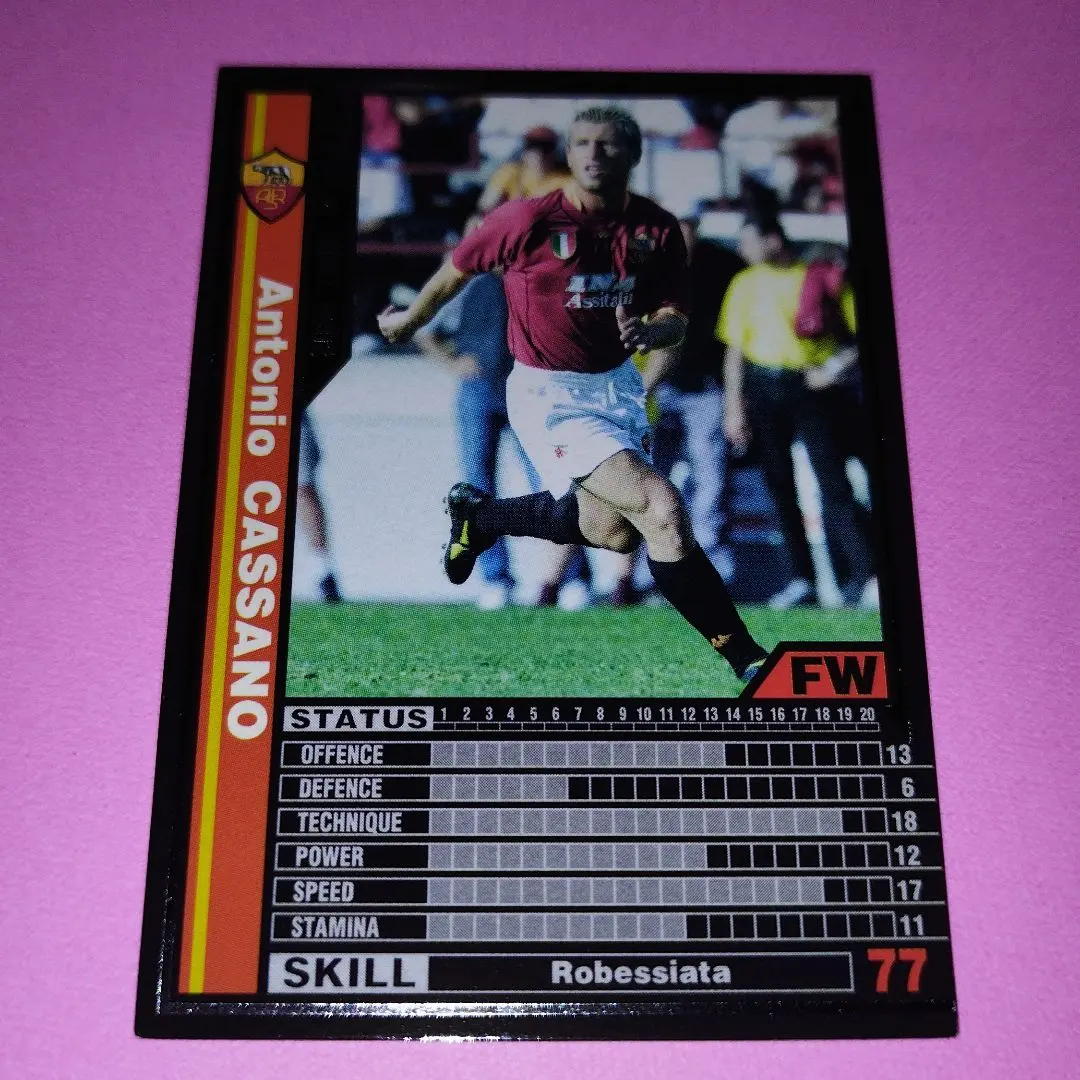 Antonio CASSANO
INA
Assitalia
FW
STATUS 1 2 3 4 5 6 7 8 9 10 11 12 13 14 15 16 17 18 19 20
OFFENCE 13
DEFENCE 6
TECHNIQUE 18
POWER 12
SPEED 17
STAMINA 11
SKILL Robessiata 77